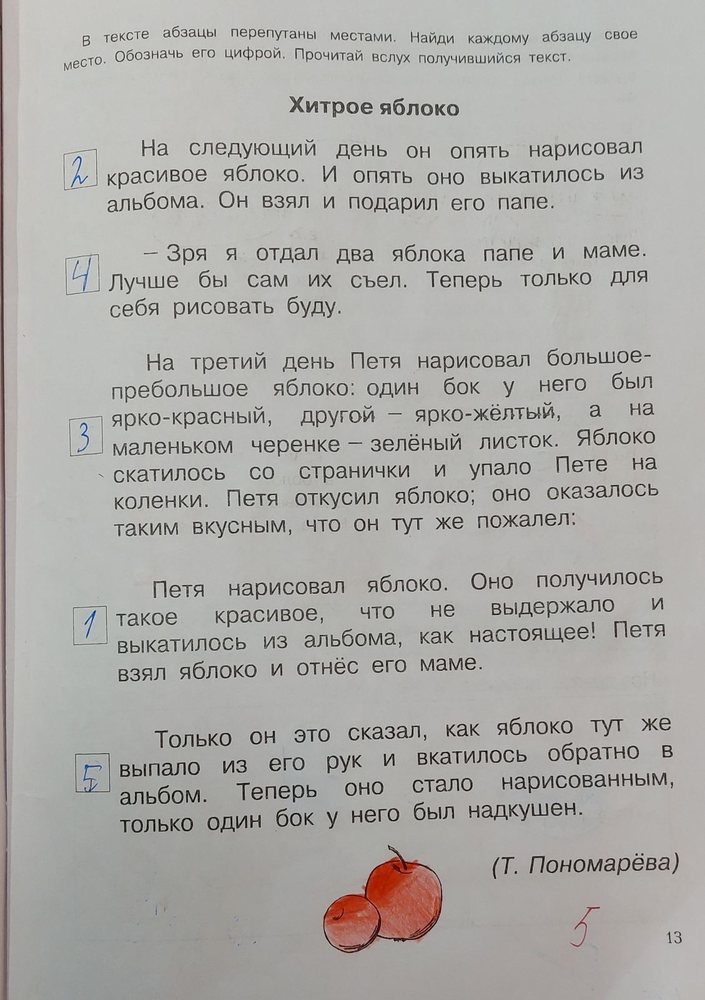 В тексте абзацы перепутаны местами. Найди каждому абзацу свое
место. Обозначь его цифрой. Прочитай вслух получившийся текст.
Хитрое яблоко
2
На следующий день он опять нарисовал
красивое яблоко. И опять оно выкатилось из
альбома. Он взял и подарил его папе.
4
– Зря я отдал два яблока папе и маме.
Лучше бы сам их съел. Теперь только для
себя рисовать буду.
3
На третий день Петя нарисовал большое-
пребольшое яблоко: один бок у него был
ярко-красный, другой – ярко-жёлтый, а на
маленьком черенке – зелёный листок. Яблоко
скатилось со странички и упало Пете на
коленки. Петя откусил яблоко; оно оказалось
таким вкусным, что он тут же пожалел:
1
Петя нарисовал яблоко. Оно получилось
такое красивое, что не выдержало и
выкатилось из альбома, как настоящее! Петя
взял яблоко и отнёс его маме.
5
Только он это сказал, как яблоко тут же
выпало из его рук и вкатилось обратно в
альбом. Теперь оно стало нарисованным,
только один бок у него был надкушен.
(Т. Пономарёва)
5
13